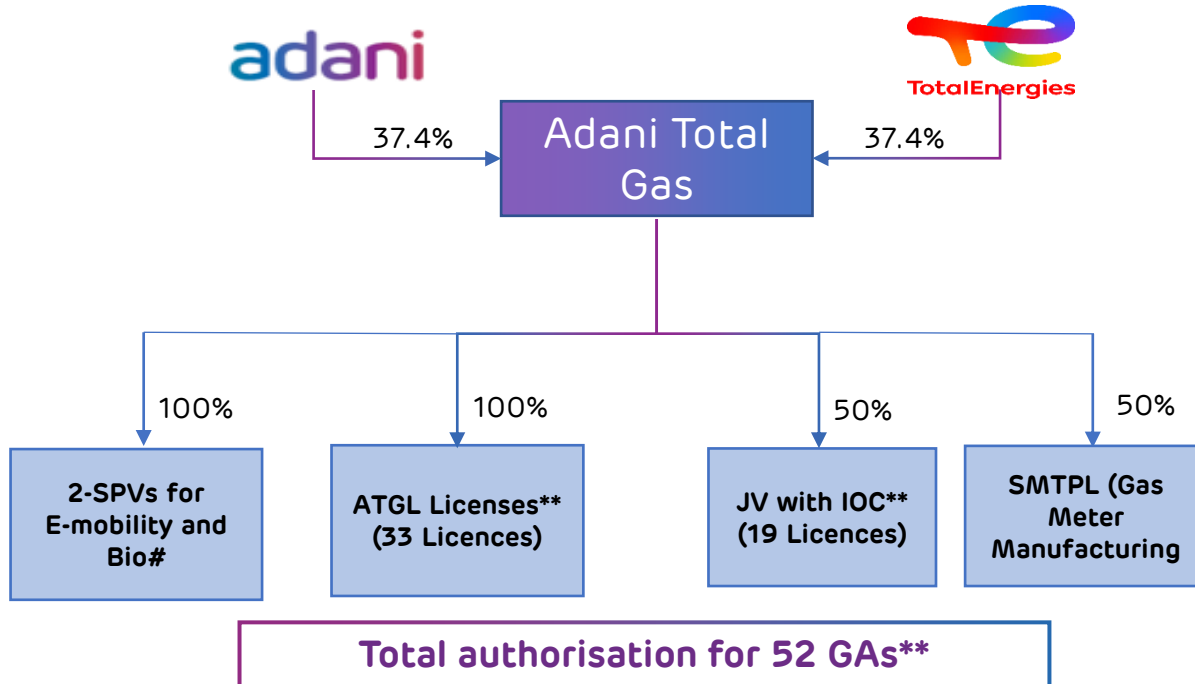 adani
TotalEnergies
37.4%
Adani Total
Gas
37.4%
100%
100%
50%
50%
2-SPVs for
E-mobility and
Bio#
ATGL Licenses**
(33 Licences)
JV with IOC**
(19 Licences)
SMTPL (Gas
Meter
Manufacturing
Total authorisation for 52 GAs**